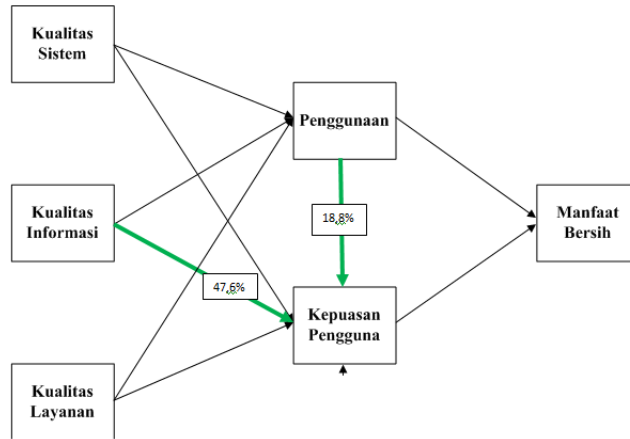 Kualitas
Sistem
Penggunaan
18,8%
Kualitas
Informasi
Manfaat
Bersih
47,6%
Kepuasan
Pengguna
Kualitas
Layanan